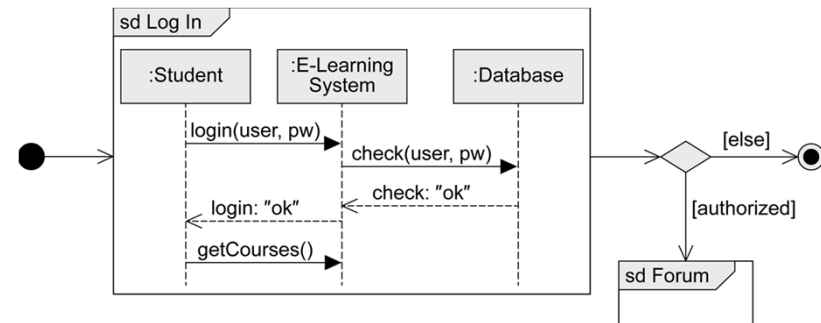 sd Log In
:Student
:E-Learning
System
:Database
login(user, pw)
check(user, pw)
check: "ok"
login: "ok"
getCourses()
[else]
[authorized]
sd Forum